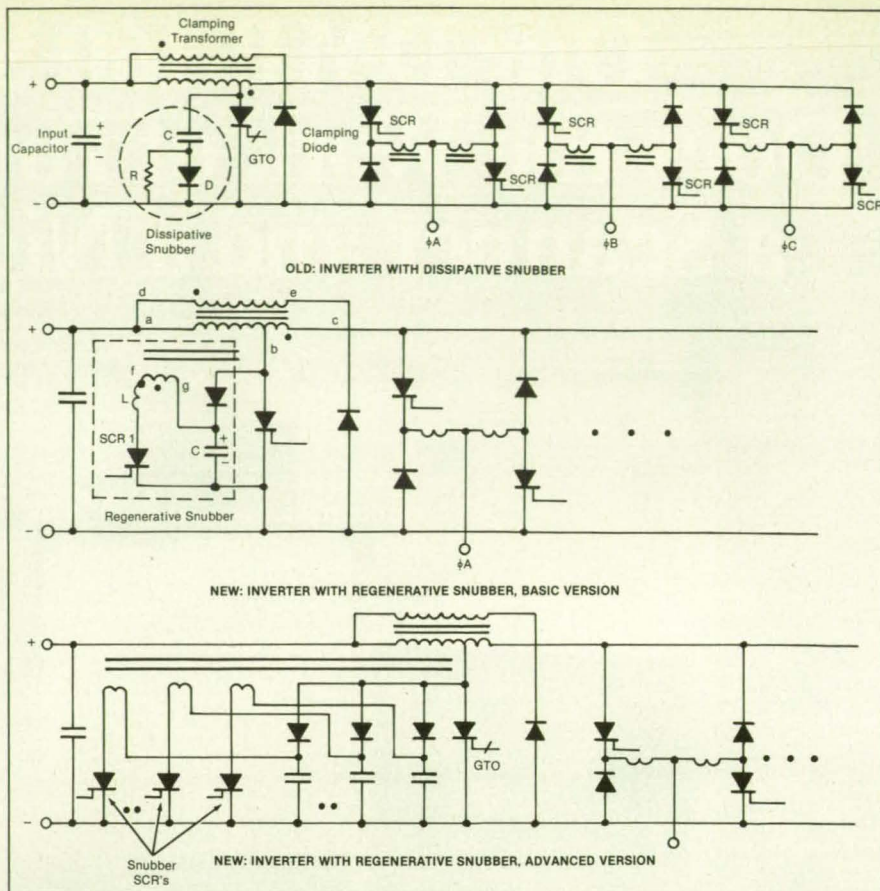 Clamping
Transformer
+
Input
Capacitor
+
−
C
R
D
GTO
Clamping
Diode
SCR
SCR
SCR
SCR
SCR
SCR
−
Dissipative
Snubber
φA
φB
φC
OLD: INVERTER WITH DISSIPATIVE SNUBBER
d
e
+
a
b
c
f
g
L
SCR 1
C
+
−
Regenerative Snubber
−
φA
NEW: INVERTER WITH REGENERATIVE SNUBBER, BASIC VERSION
+
GTO
−
Snubber
SCR's
NEW: INVERTER WITH REGENERATIVE SNUBBER, ADVANCED VERSION